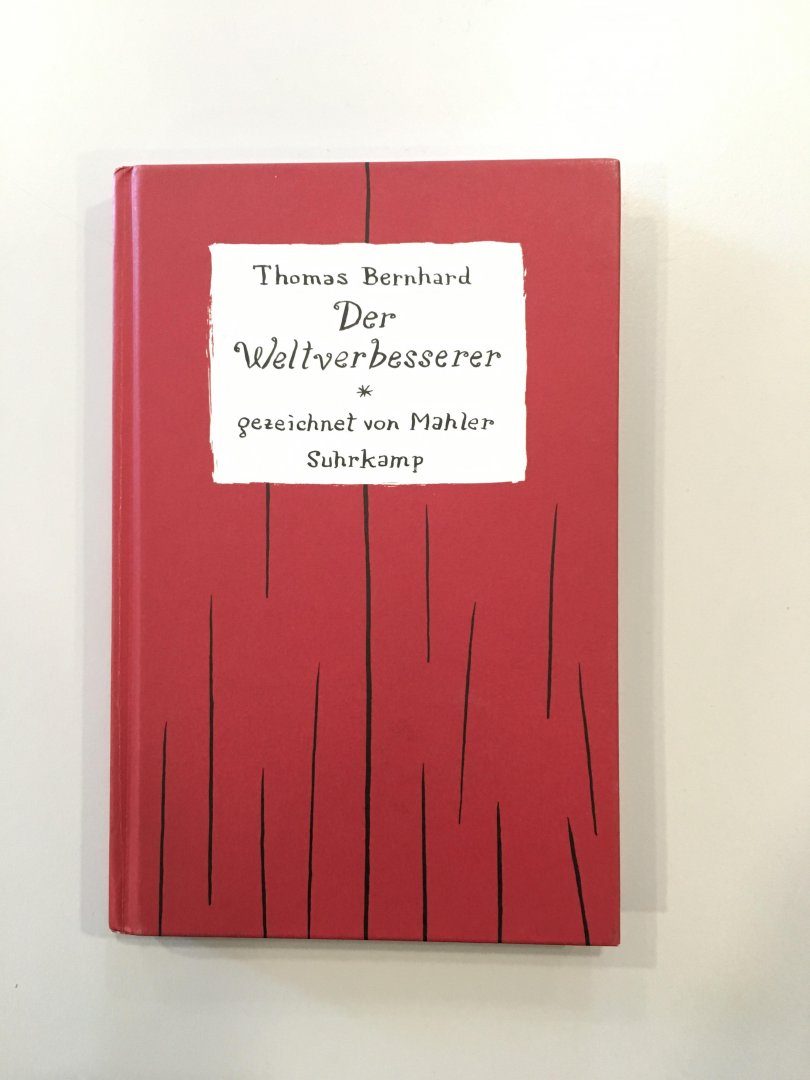 Thomas Bernhard
Der
Weltverbesserer
*
gezeichnet von Mahler
Suhrkamp